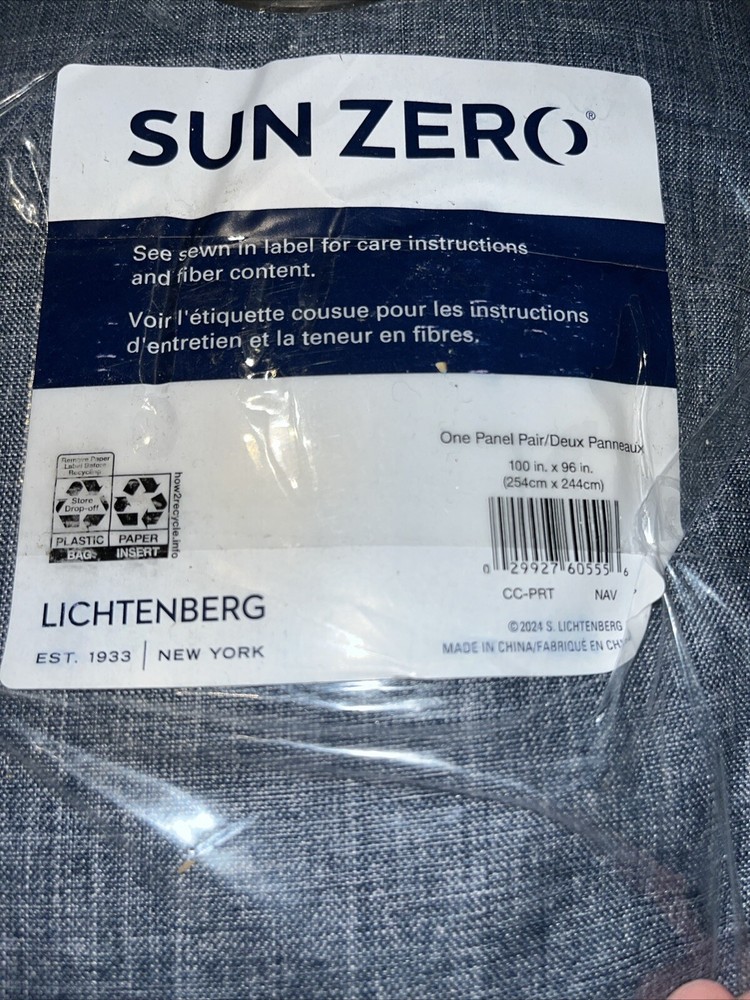 SUN ZERO®
See sewn in label for care instructions
and fiber content.
Voir l'étiquette cousue pour les instructions
d'entretien et la teneur en fibres.
One Panel Pair/Deux Panneaux
100 in. x 96 in.
(254cm x 244cm)
Remove Paper
Label Before
Recycling
Store
Drop-off
PLASTIC
BAG
PAPER
INSERT
how2recycle.info
0 29927 60555 6
CC-PRT NAV
LICHTENBERG
EST. 1933 | NEW YORK
©2024 S. LICHTENBERG
MADE IN CHINA/FABRIQUÉ EN